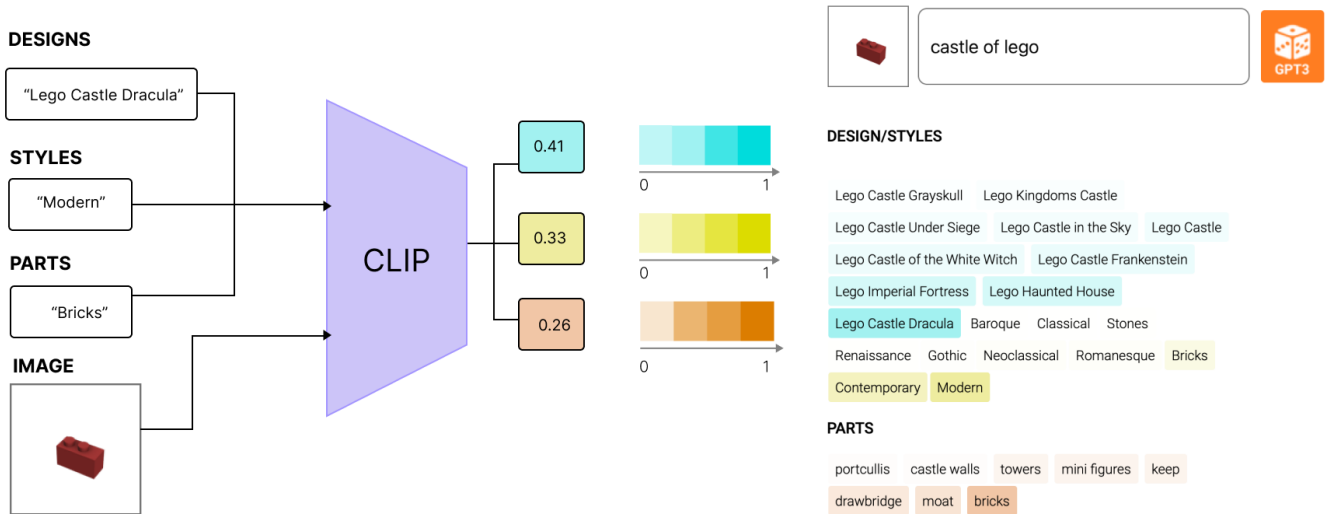 DESIGNS
“Lego Castle Dracula”
STYLES
“Modern”
PARTS
“Bricks”
IMAGE
CLIP
0.41
0.33
0.26
0 1
0 1
0 1
castle of lego
GPT3
DESIGN/STYLES
Lego Castle Grayskull Lego Kingdoms Castle
Lego Castle Under Siege Lego Castle in the Sky Lego Castle
Lego Castle of the White Witch Lego Castle Frankenstein
Lego Imperial Fortress Lego Haunted House
Lego Castle Dracula Baroque Classical Stones
Renaissance Gothic Neoclassical Romanesque Bricks
Contemporary Modern
PARTS
portcullis castle walls towers mini figures keep
drawbridge moat bricks